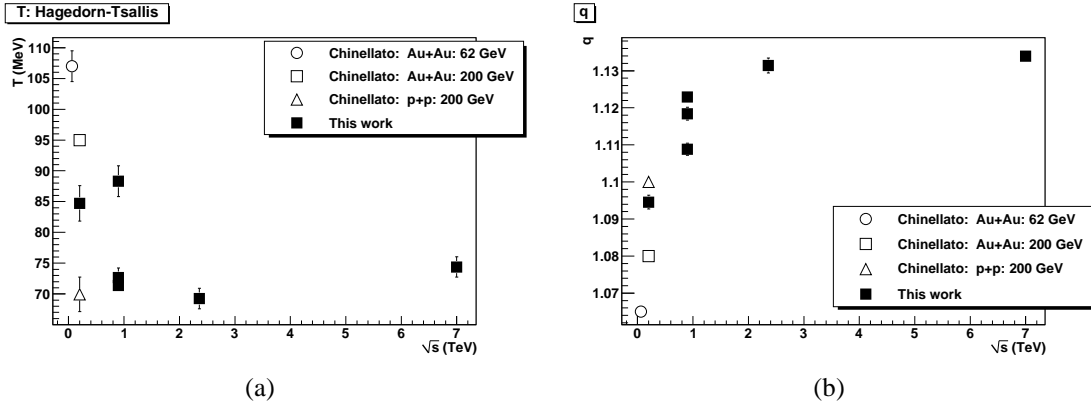 T: Hagedorn-Tsallis
T (MeV)
110
105
100
95
90
85
80
75
70
0 1 2 3 4 5 6 7
√s (TeV)
Chinellato: Au+Au: 62 GeV
Chinellato: Au+Au: 200 GeV
Chinellato: p+p: 200 GeV
This work
(a)
q
q
1.13
1.12
1.11
1.1
1.09
1.08
1.07
0 1 2 3 4 5 6 7
√s (TeV)
Chinellato: Au+Au: 62 GeV
Chinellato: Au+Au: 200 GeV
Chinellato: p+p: 200 GeV
This work
(b)